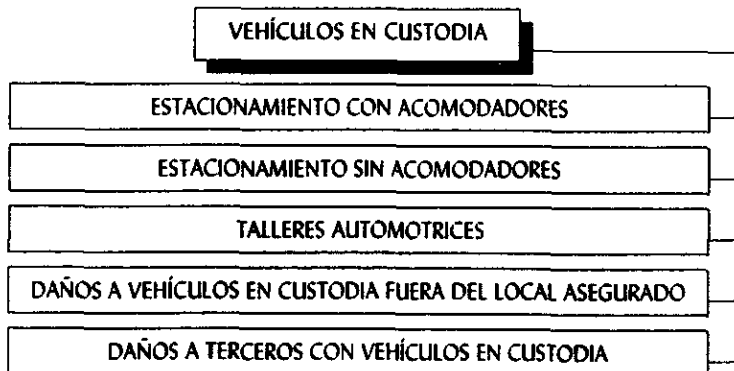 VEHÍCULOS EN CUSTODIA
ESTACIONAMIENTO CON ACOMODADORES
ESTACIONAMIENTO SIN ACOMODADORES
TALLERES AUTOMOTRICES
DAÑOS A VEHÍCULOS EN CUSTODIA FUERA DEL LOCAL ASEGURADO
DAÑOS A TERCEROS CON VEHÍCULOS EN CUSTODIA